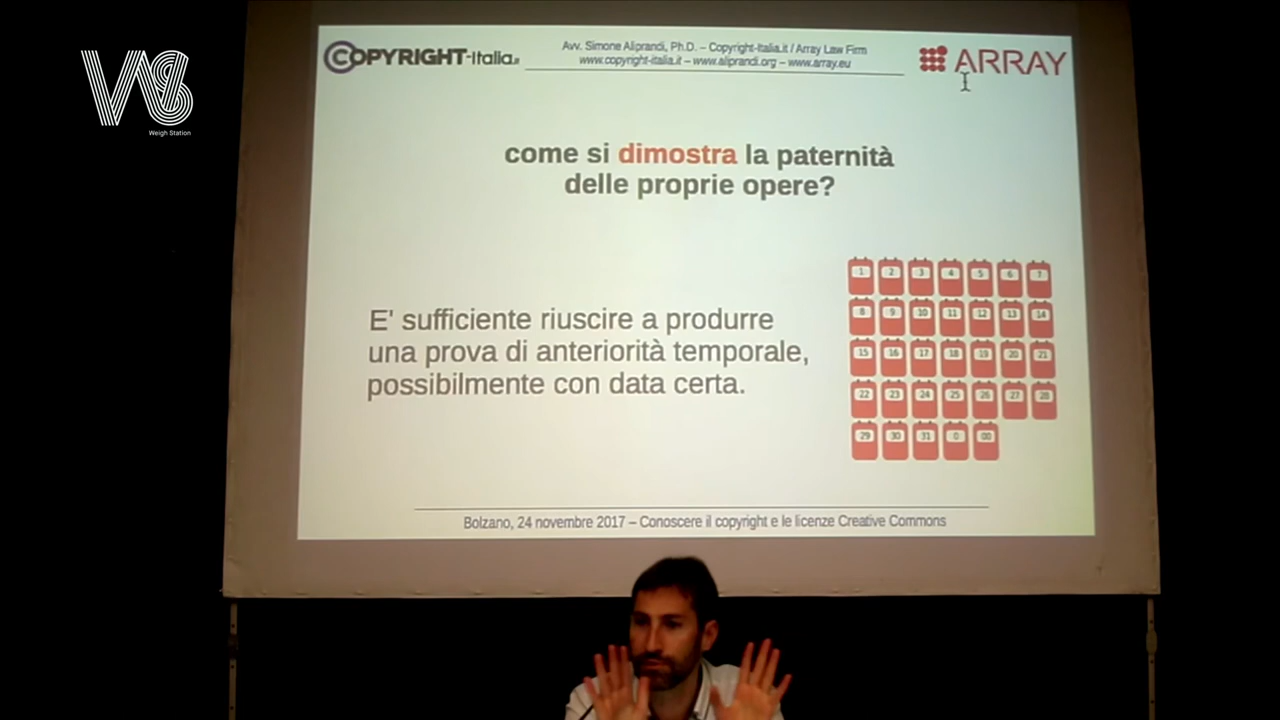 WS
Weigh Station
COPYRIGHT-Italia.it
Avv. Simone Aliprandi, Ph.D. – Copyright-Italia.it / Array Law Firm
www.copyright-italia.it – www.aliprandi.org – www.array.eu
ARRAY
come si dimostra la paternità
delle proprie opere?
E' sufficiente riuscire a produrre
una prova di anteriorità temporale,
possibilmente con data certa.
1 2 3 4 5 6 7
8 9 10 11 12 13 14
15 16 17 18 19 20 21
22 23 24 25 26 27 28
29 30 31 0 00
Bolzano, 24 novembre 2017 – Conoscere il copyright e le licenze Creative Commons